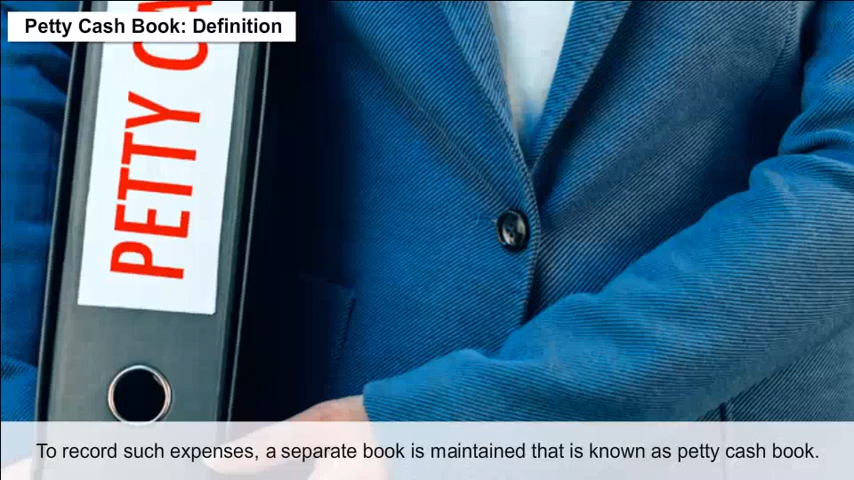 Petty Cash Book: Definition
PETTY CA
To record such expenses, a separate book is maintained that is known as petty cash book.